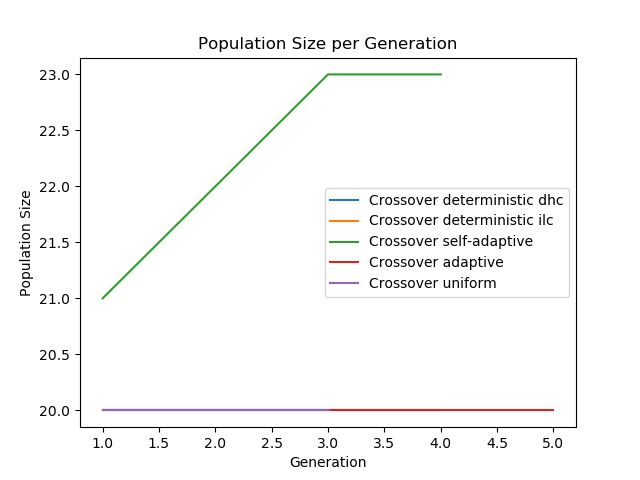 Population Size per Generation
23.0
22.5
22.0
21.5
21.0
20.5
20.0
Population Size
Crossover deterministic dhc
Crossover deterministic ilc
Crossover self-adaptive
Crossover adaptive
Crossover uniform
1.0 1.5 2.0 2.5 3.0 3.5 4.0 4.5 5.0
Generation